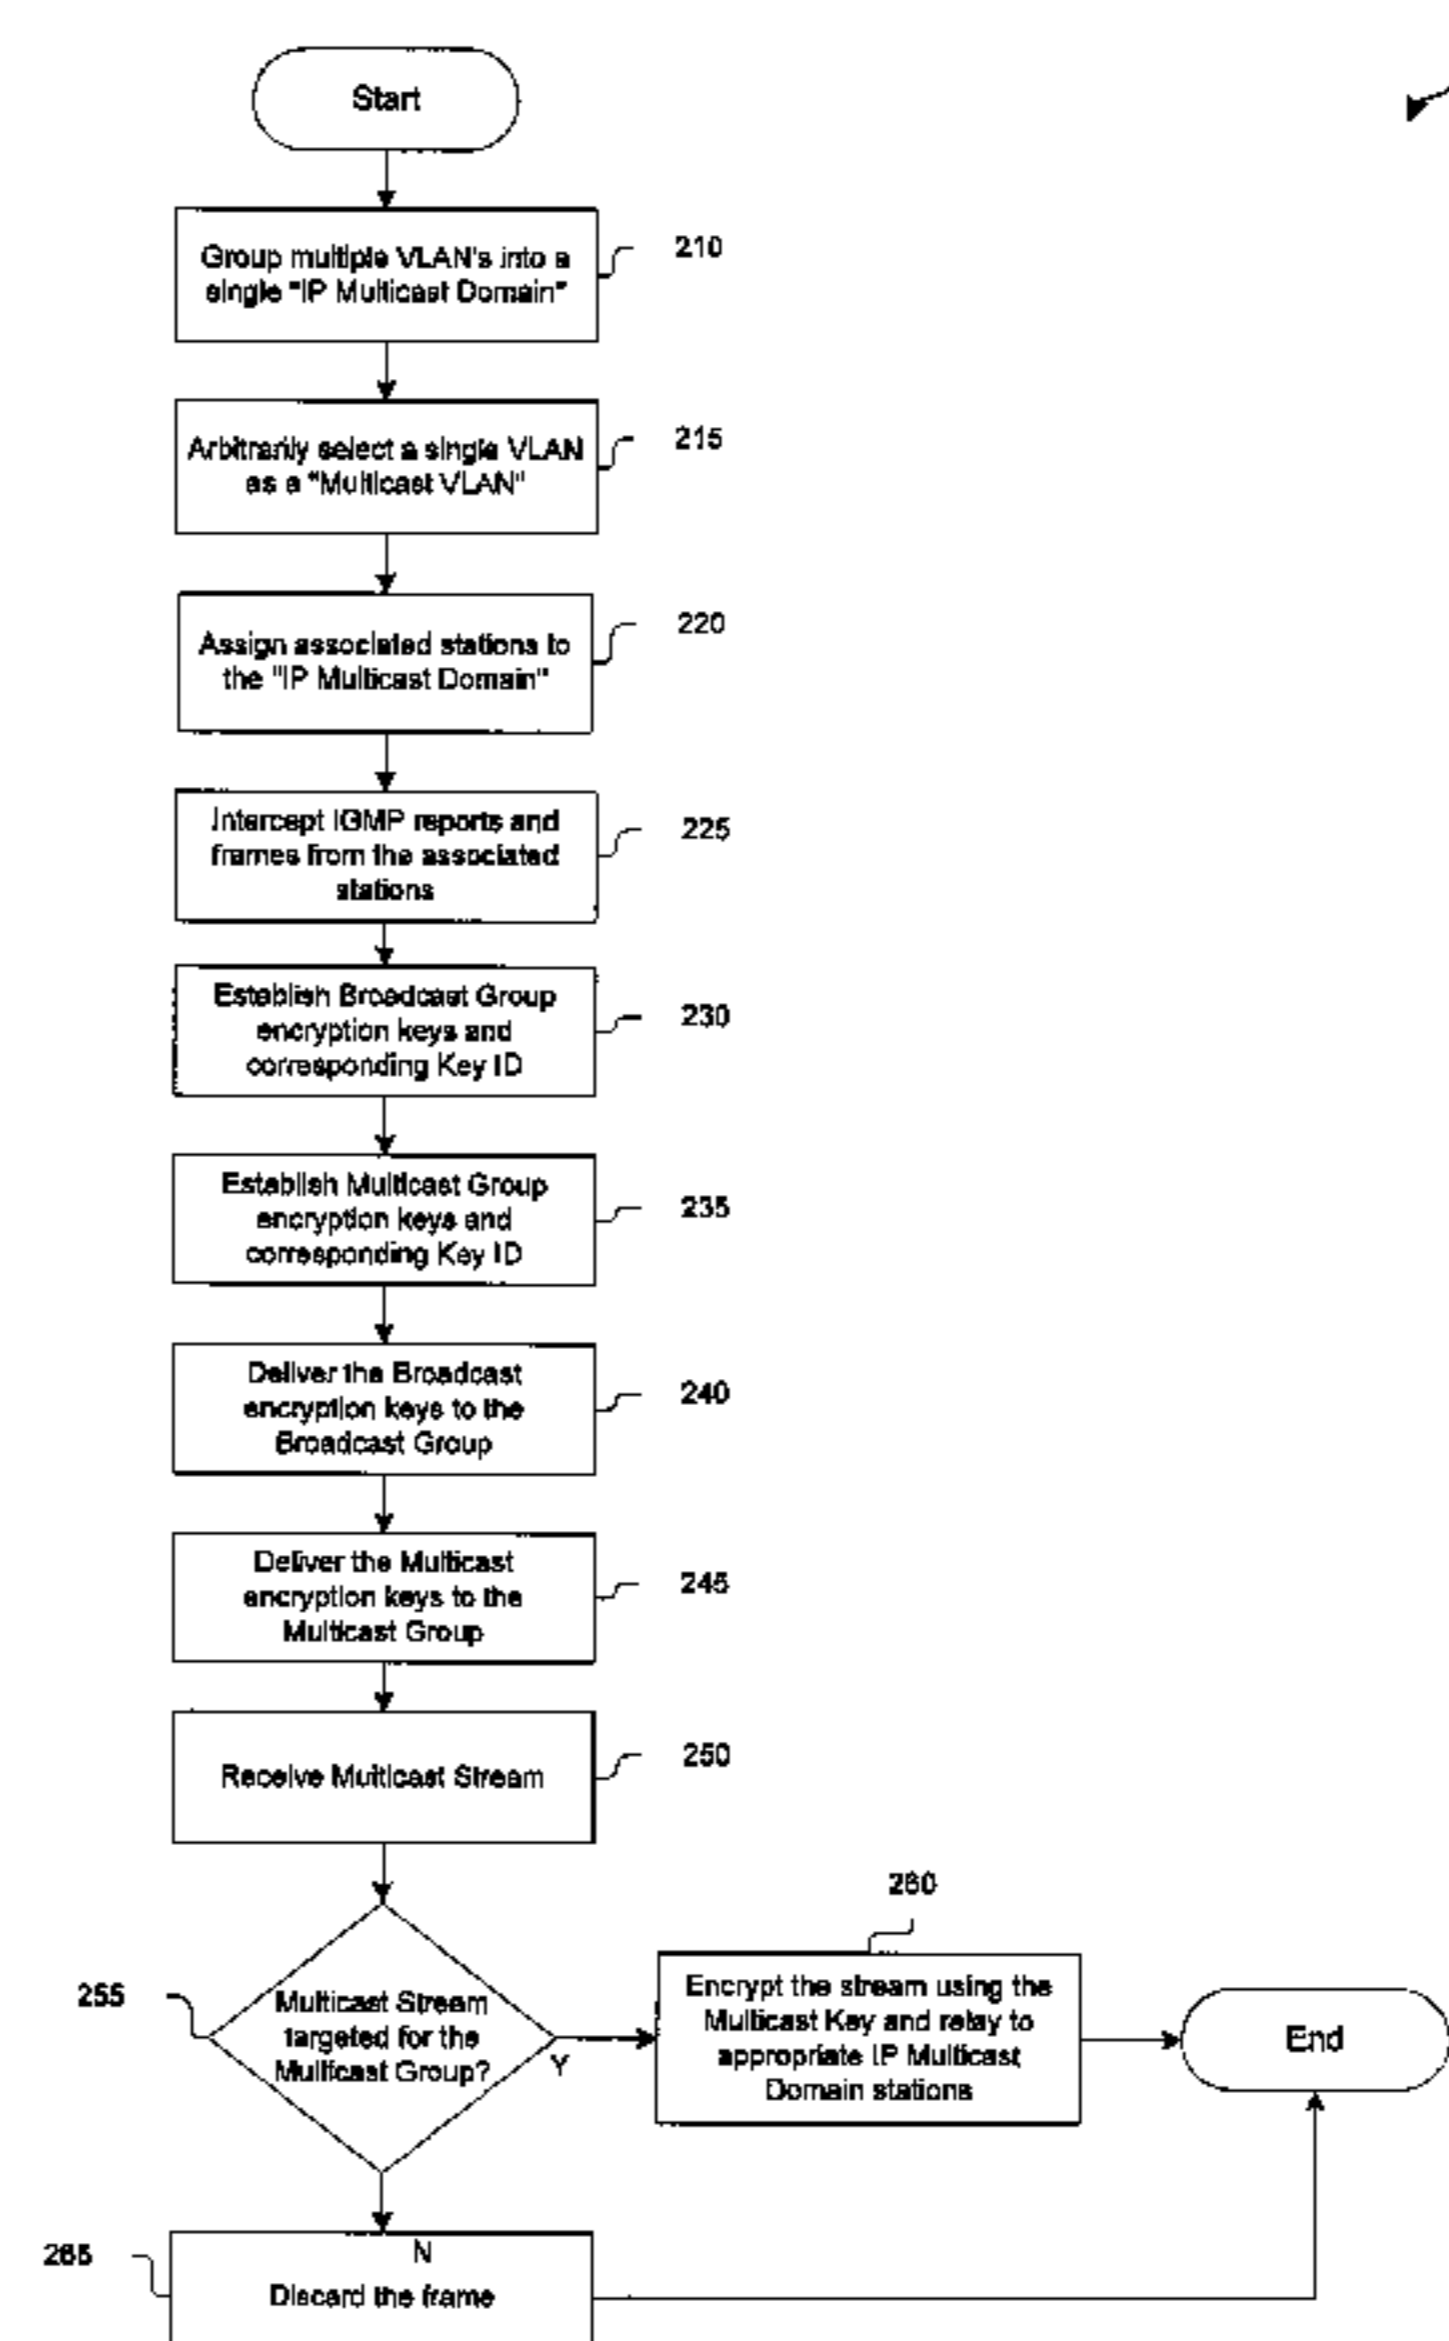 Start
Group multiple VLAN's into a
single "IP Multicast Domain"
210
Arbitrarily select a single VLAN
as a "Multicast VLAN"
215
Assign associated stations to
the "IP Multicast Domain"
220
Intercept IGMP reports and
frames from the associated
stations
225
Establish Broadcast Group
encryption keys and
corresponding Key ID
230
Establish Multicast Group
encryption keys and
corresponding Key ID
235
Deliver the Broadcast
encryption keys to the
Broadcast Group
240
Deliver the Multicast
encryption keys to the
Multicast Group
245
Receive Multicast Stream
250
255
Multicast Stream
targeted for the
Multicast Group?
Y
260
Encrypt the stream using the
Multicast Key and relay to
appropriate IP Multicast
Domain stations
End
265
N
Discard the frame